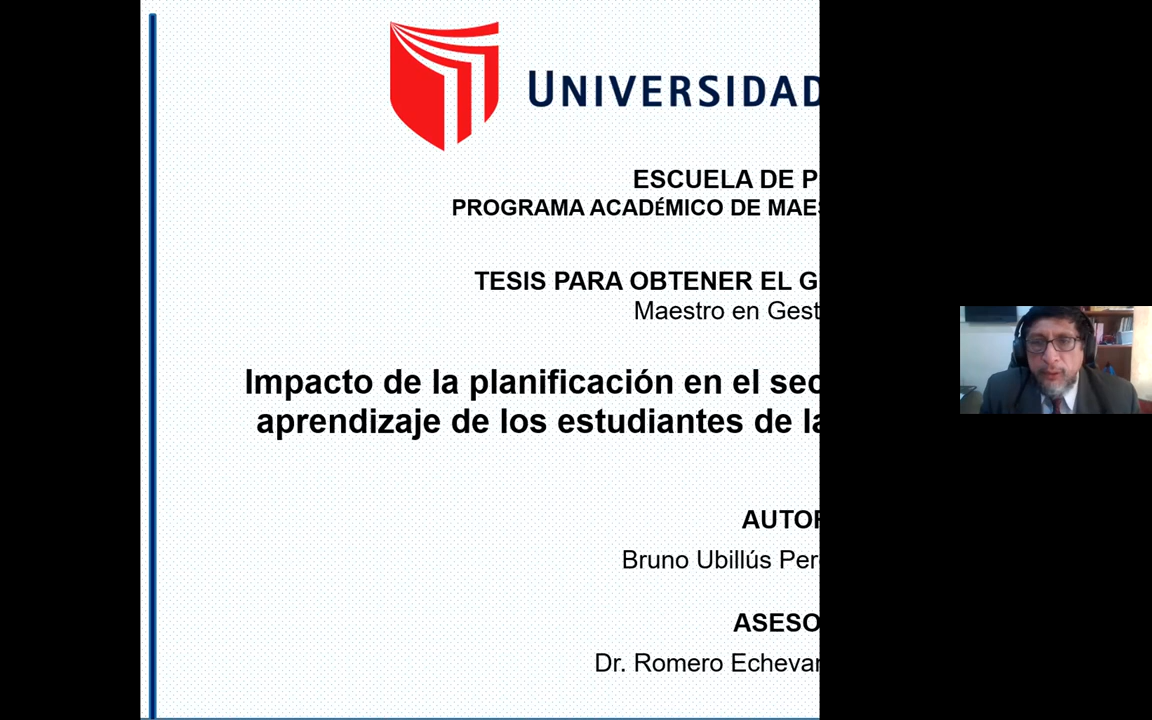 UNIVERSIDAD
ESCUELA DE P
PROGRAMA ACADÉMICO DE MAES
TESIS PARA OBTENER EL G
Maestro en Gest
Impacto de la planificación en el sec
aprendizaje de los estudiantes de la
AUTOR
Bruno Ubillús Per
ASESO
Dr. Romero Echevar